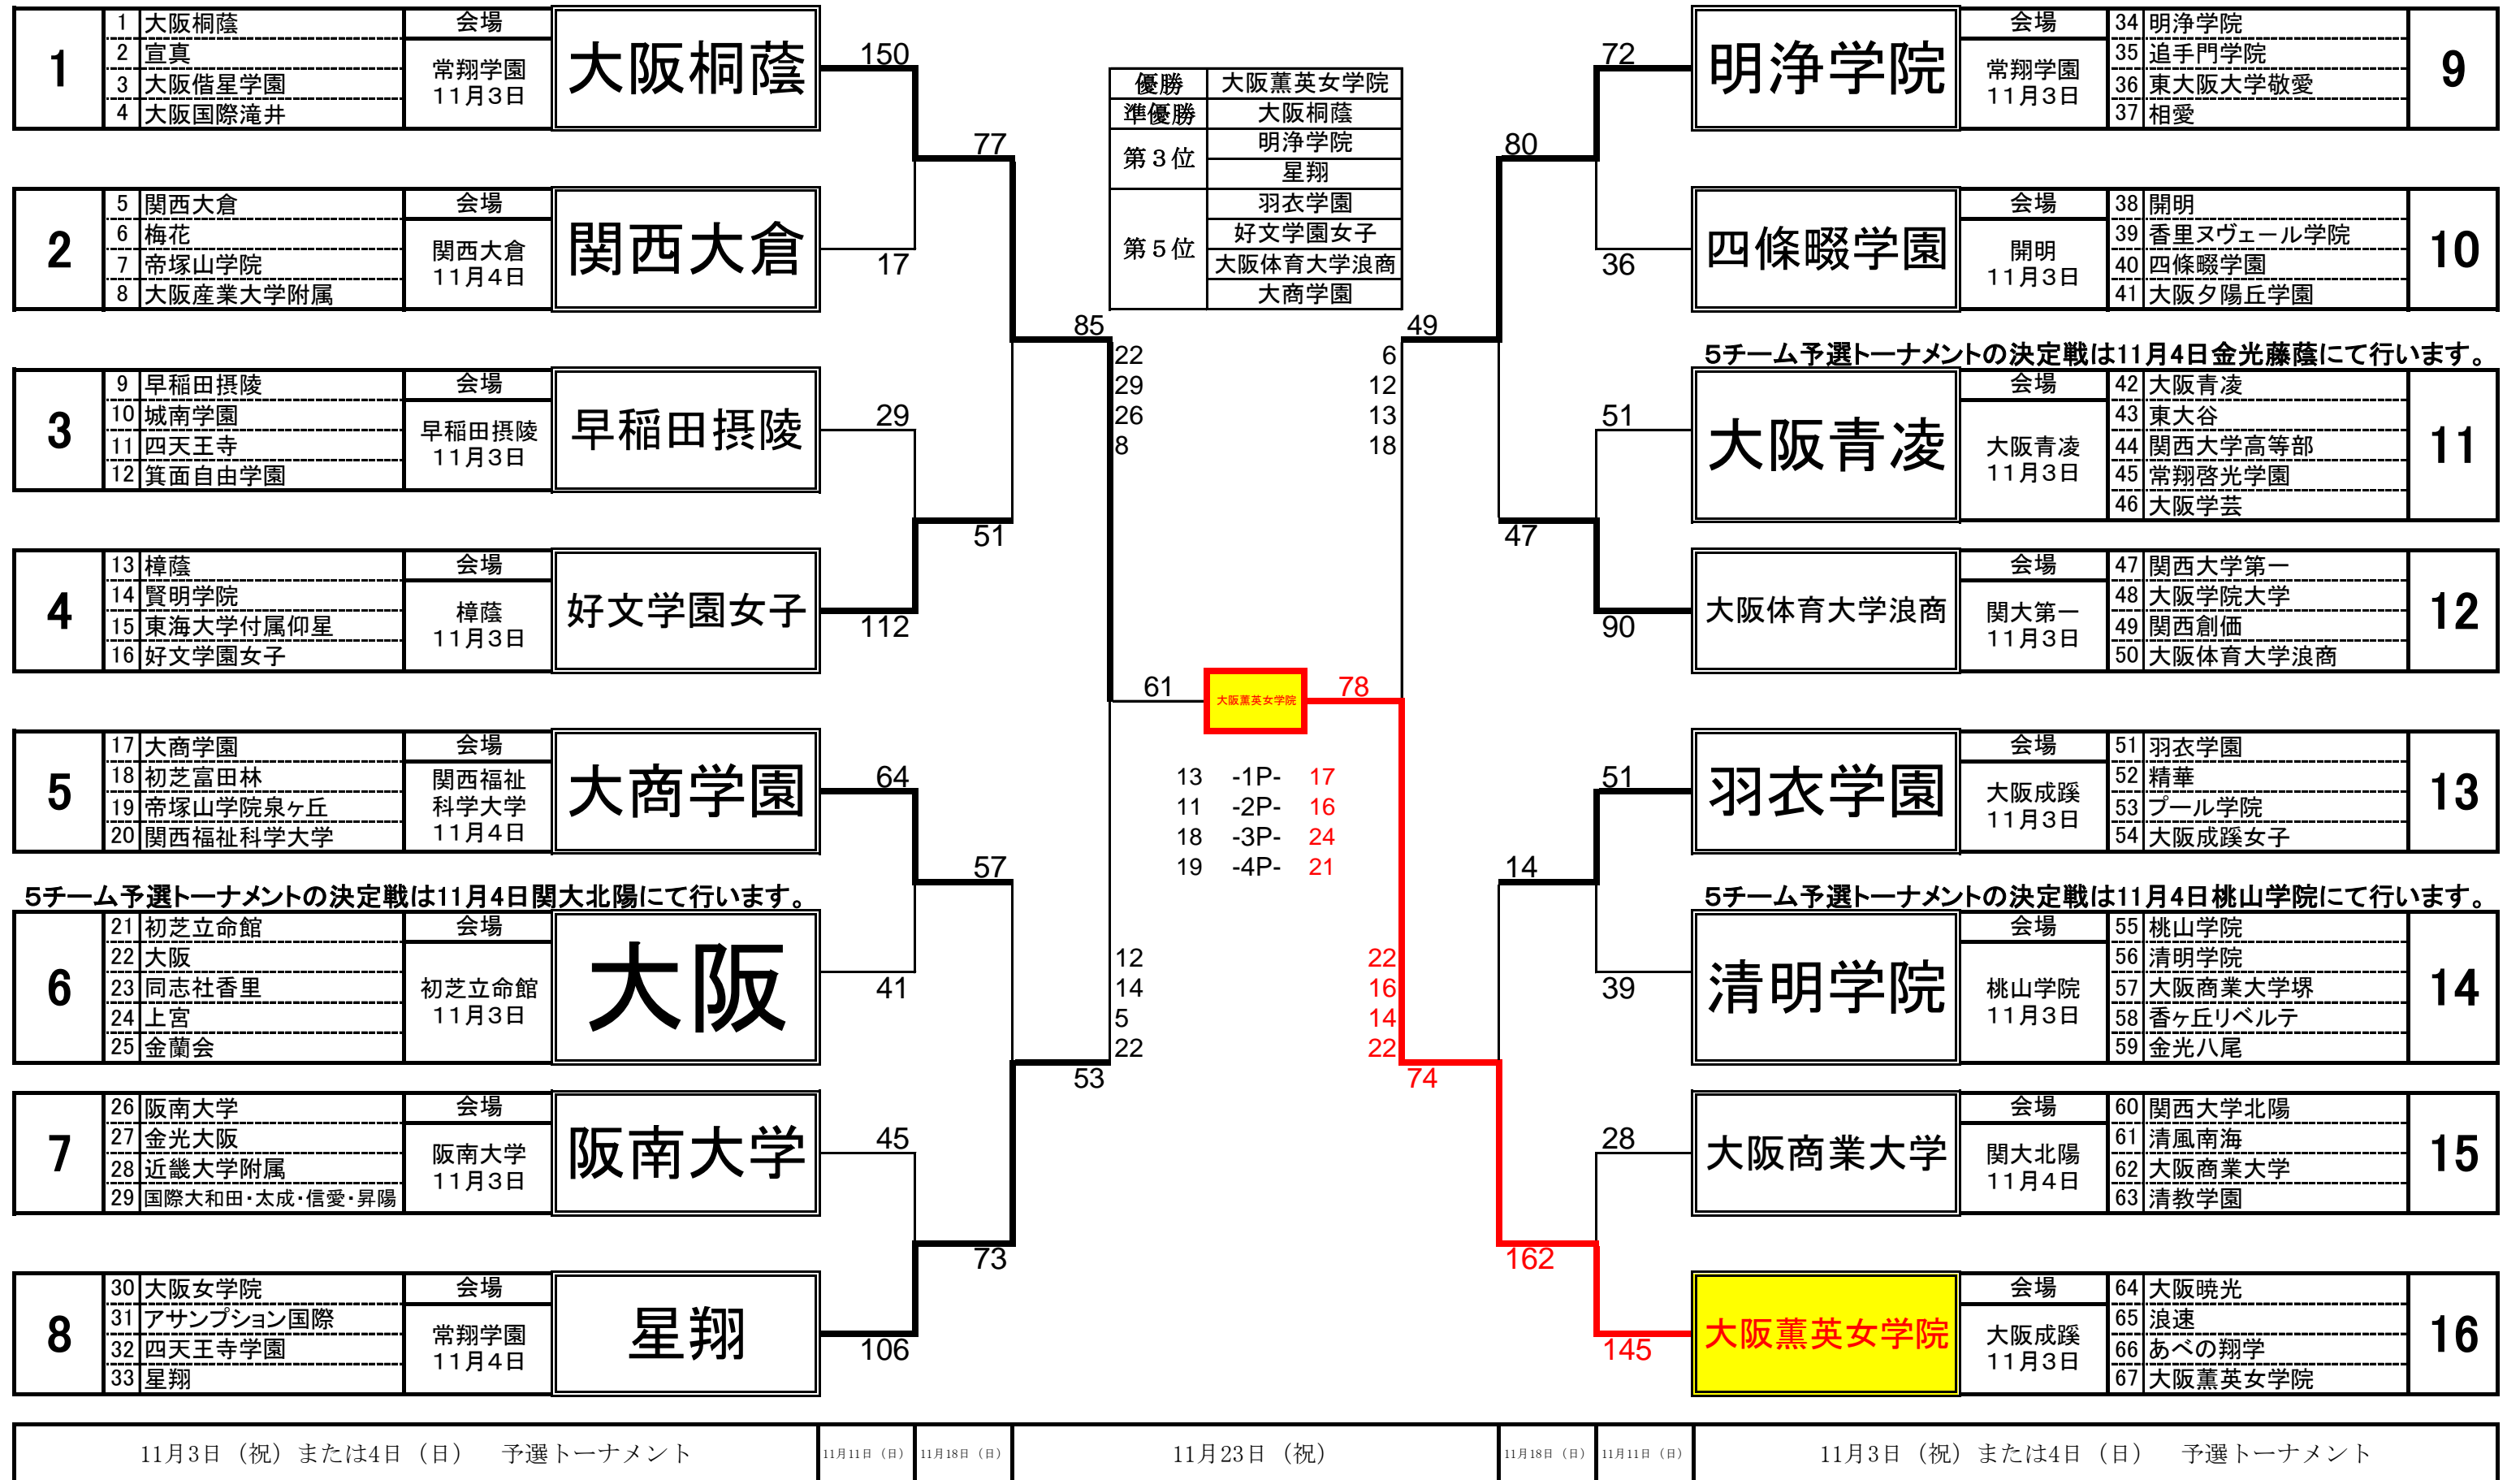 1
1 大阪桐蔭
2 宣真
3 大阪偕星学園
4 大阪国際滝井
会場
常翔学園
11月3日
大阪桐蔭
150
2
5 関西大倉
6 梅花
7 帝塚山学院
8 大阪産業大学附属
会場
関西大倉
11月4日
関西大倉
17
77
3
9 早稲田摂陵
10 城南学園
11 四天王寺
12 箕面自由学園
会場
早稲田摂陵
11月3日
早稲田摂陵
29
4
13 樟蔭
14 賢明学院
15 東海大学付属仰星
16 好文学園女子
会場
樟蔭
11月3日
好文学園女子
112
51
85
22
29
26
8
5
17 大商学園
18 初芝富田林
19 帝塚山学院泉ヶ丘
20 関西福祉科学大学
会場
関西福祉
科学大学
11月4日
大商学園
64
5チーム予選トーナメントの決定戦は11月4日関大北陽にて行います。
6
21 初芝立命館
22 大阪
23 同志社香里
24 上宮
25 金蘭会
会場
初芝立命館
11月3日
大阪
41
57
7
26 阪南大学
27 金光大阪
28 近畿大学附属
29 国際大和田・太成・信愛・昇陽
会場
阪南大学
11月3日
阪南大学
45
8
30 大阪女学院
31 アサンプション国際
32 四天王寺学園
33 星翔
会場
常翔学園
11月4日
星翔
106
73
12
14
5
22
53
優勝 大阪薫英女学院
準優勝 大阪桐蔭
第3位 明浄学院
星翔
第5位 羽衣学園
好文学園女子
大阪体育大学浪商
大商学園
61 大阪薫英女学院 78
13 -1P- 17
11 -2P- 16
18 -3P- 24
19 -4P- 21
72
明浄学院
会場
常翔学園
11月3日
34 明浄学院
35 追手門学院
36 東大阪大学敬愛
37 相愛
9
80
36
四條畷学園
会場
開明
11月3日
38 開明
39 香里ヌヴェール学院
40 四條畷学園
41 大阪夕陽丘学園
10
49
6
12
13
18
5チーム予選トーナメントの決定戦は11月4日金光藤蔭にて行います。
51
大阪青凌
会場
大阪青凌
11月3日
42 大阪青凌
43 東大谷
44 関西大学高等部
45 常翔啓光学園
46 大阪学芸
11
47
90
大阪体育大学浪商
会場
関大第一
11月3日
47 関西大学第一
48 大阪学院大学
49 関西創価
50 大阪体育大学浪商
12
51
羽衣学園
会場
大阪成蹊
11月3日
51 羽衣学園
52 精華
53 プール学院
54 大阪成蹊女子
13
14
5チーム予選トーナメントの決定戦は11月4日桃山学院にて行います。
39
清明学院
会場
桃山学院
11月3日
55 桃山学院
56 清明学院
57 大阪商業大学堺
58 香ヶ丘リベルテ
59 金光八尾
14
22
16
14
22
74
28
大阪商業大学
会場
関大北陽
11月4日
60 関西大学北陽
61 清風南海
62 大阪商業大学
63 清教学園
15
162
145
大阪薫英女学院
会場
大阪成蹊
11月3日
64 大阪暁光
65 浪速
66 あべの翔学
67 大阪薫英女学院
16
11月3日（祝）または4日（日）　予選トーナメント
11月11日（日）
11月18日（日）
11月23日（祝）
11月18日（日）
11月11日（日）
11月3日（祝）または4日（日）　予選トーナメント